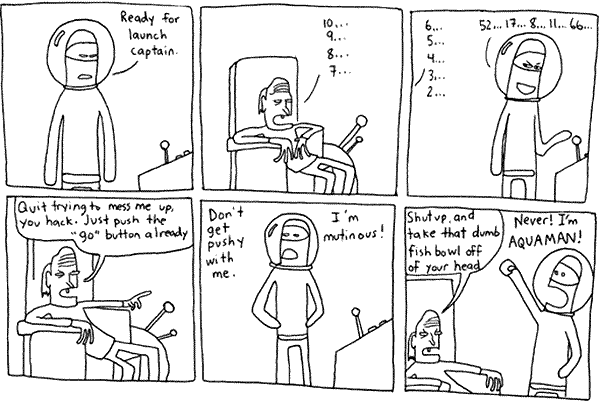 Ready for
launch
captain.
10...
9...
8...
7...
6...
5...
4...
3...
2...
52... 17... 8... 11... 66...
Quit trying to mess me up,
you hack. Just push the
"go" button already
Don't
get
pushy
with
me.
I'm
mutinous!
Shut up, and
take that dumb
fish bowl off
of your head
Never! I'm
AQUAMAN!